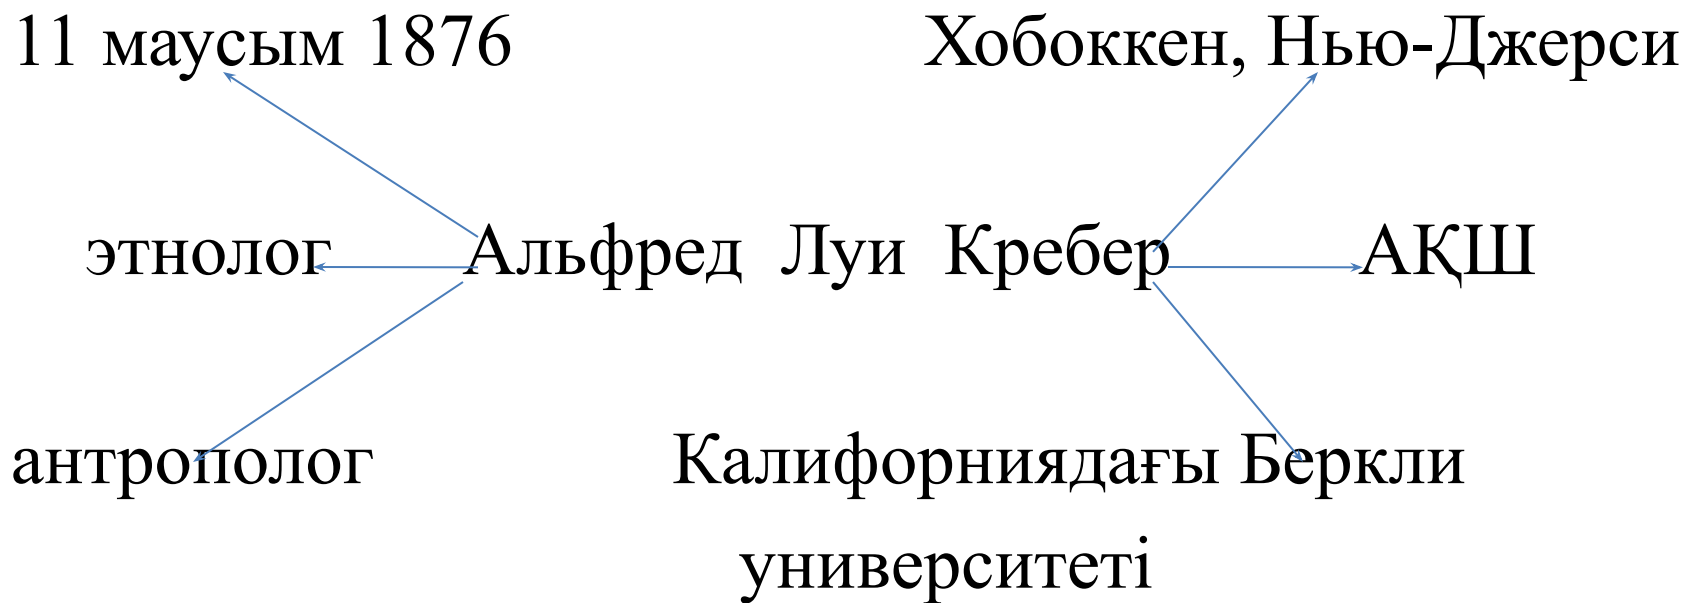 11 маусым 1876
Хобоккен, Нью-Джерси
этнолог
Альфред Луи Кребер
АҚШ
антрополог
Калифорниядағы Беркли
университеті